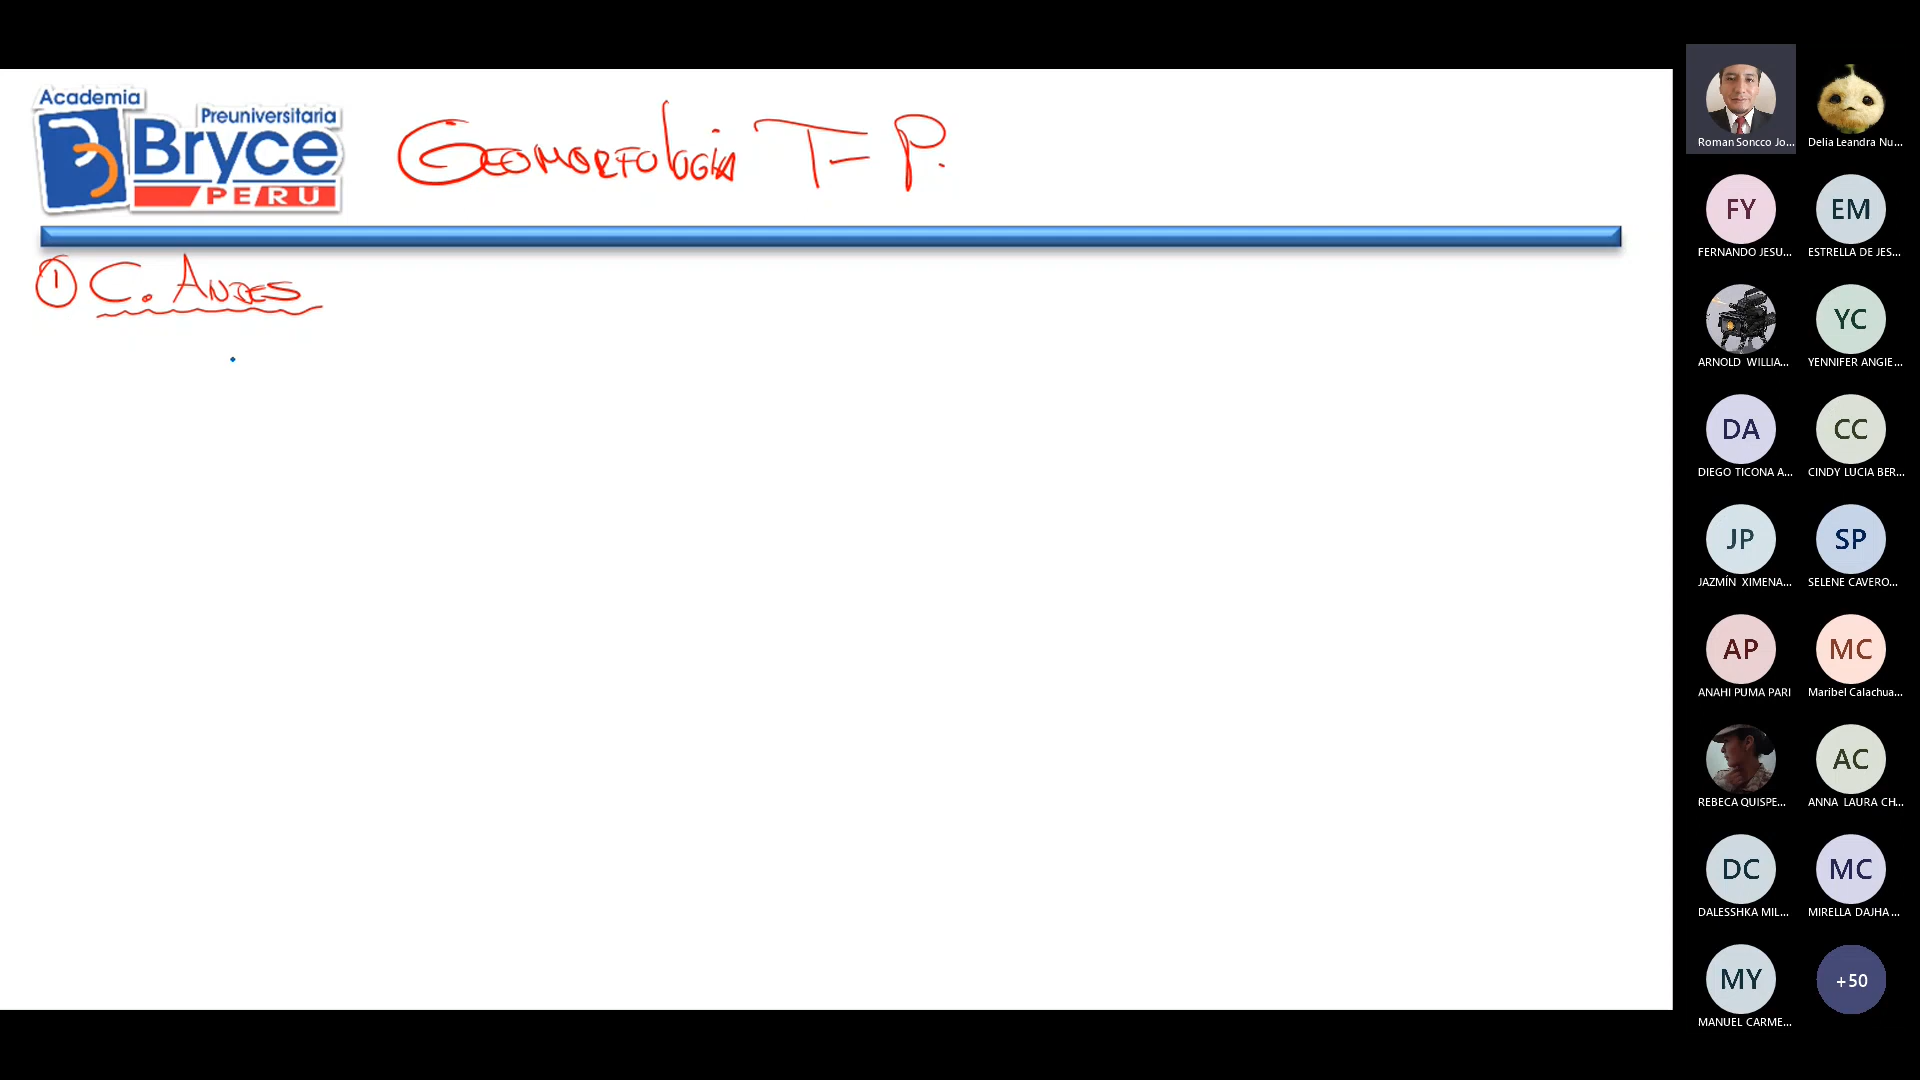 Academia
Preuniversitaria
Bryce
PERU
GEOMORFOLOGIA T-P.
① C. ANDES
Roman Soncco Jo...
Delia Leandra Nu...
FY
EM
FERNANDO JESU...
ESTRELLA DE JES...
YC
ARNOLD WILLIA...
YENNIFER ANGIE...
DA
CC
DIEGO TICONA A...
CINDY LUCIA BER...
JP
SP
JAZMÍN XIMENA...
SELENE CAVERO...
AP
MC
ANAHI PUMA PARI
Maribel Calachua...
AC
REBECA QUISPE...
ANNA LAURA CH...
DC
MC
DALESSHKA MIL...
MIRELLA DAJHA...
MY
+50
MANUEL CARME...